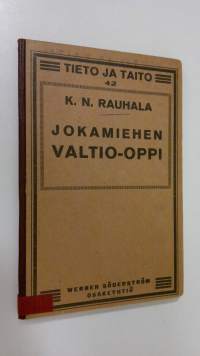 TIETO JA TAITO
42
K. N. RAUHALA
JOKAMIEHEN
VALTIO-OPPI
WERNER SÖDERSTRÖM
OSAKEYHTIÖ